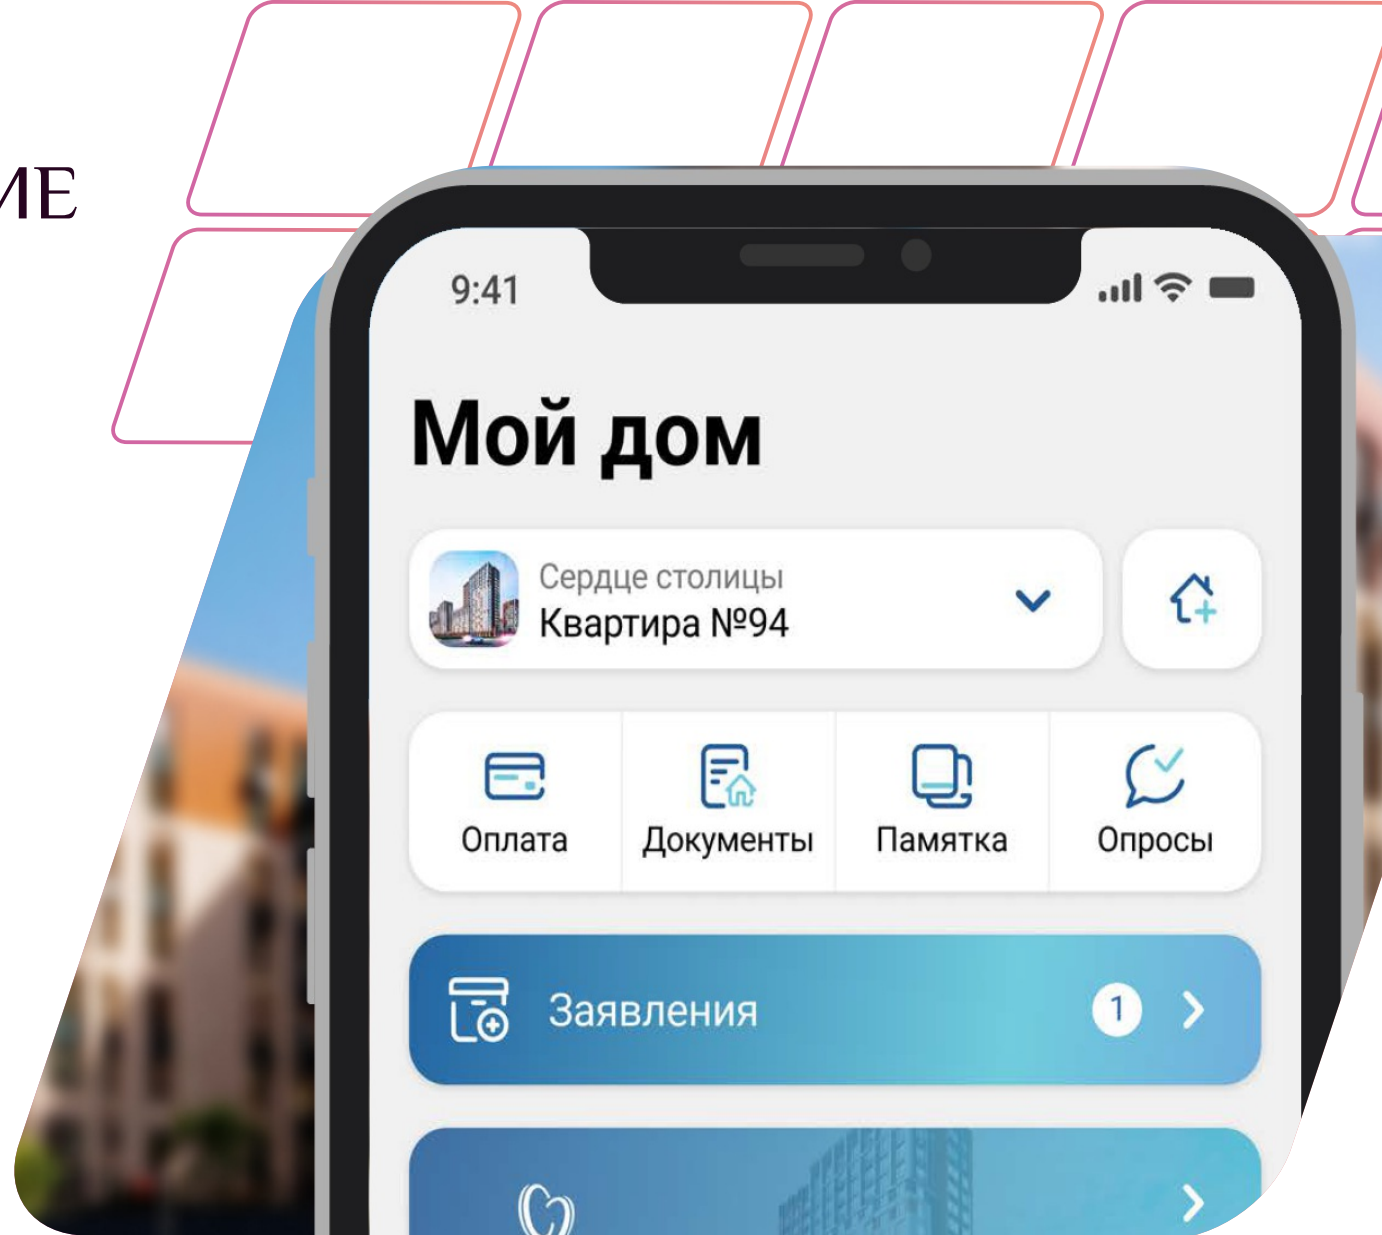 ИЕ
9:41
Мой дом
Сердце столицы
Квартира №94
Оплата
Документы
Памятка
Опросы
Заявления
1